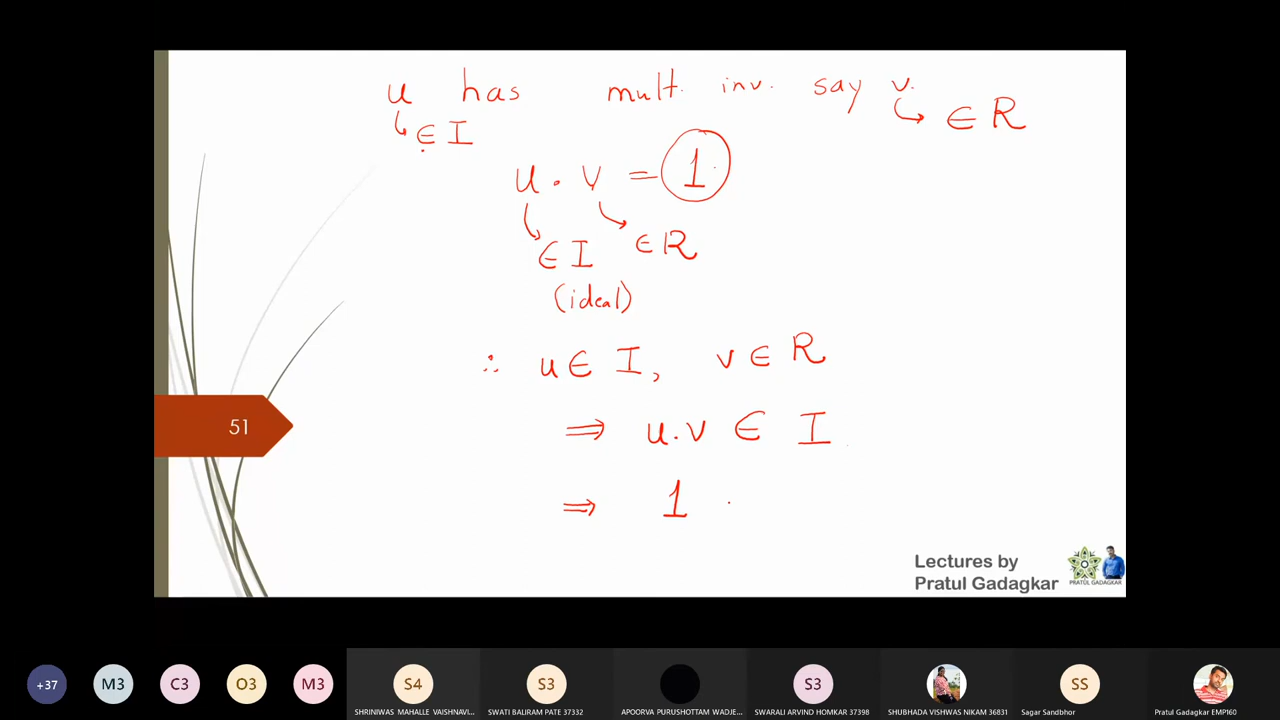 u has mult. inv. say v.
↳ ∈ I ↳ ∈ R
u · v = 1
∈ I ∈ R
(ideal)
∴ u ∈ I, v ∈ R
⇒ u.v ∈ I
⇒ 1
51
Lectures by
Pratul Gadagkar
PRATUL GADAGKAR
+37 M3 C3 O3 M3 S4 S3 S3 SS
SHRINIWAS MAHALLE VAISHNAVI... SWATI BALIRAM PATE 37332 APOORVA PURUSHOTTAM WADJE... SWARALI ARVIND HOMKAR 37398 SHUBHADA VISHWAS NIKAM 36831 Sagar Sandbhor Pratul Gadagkar EMP160